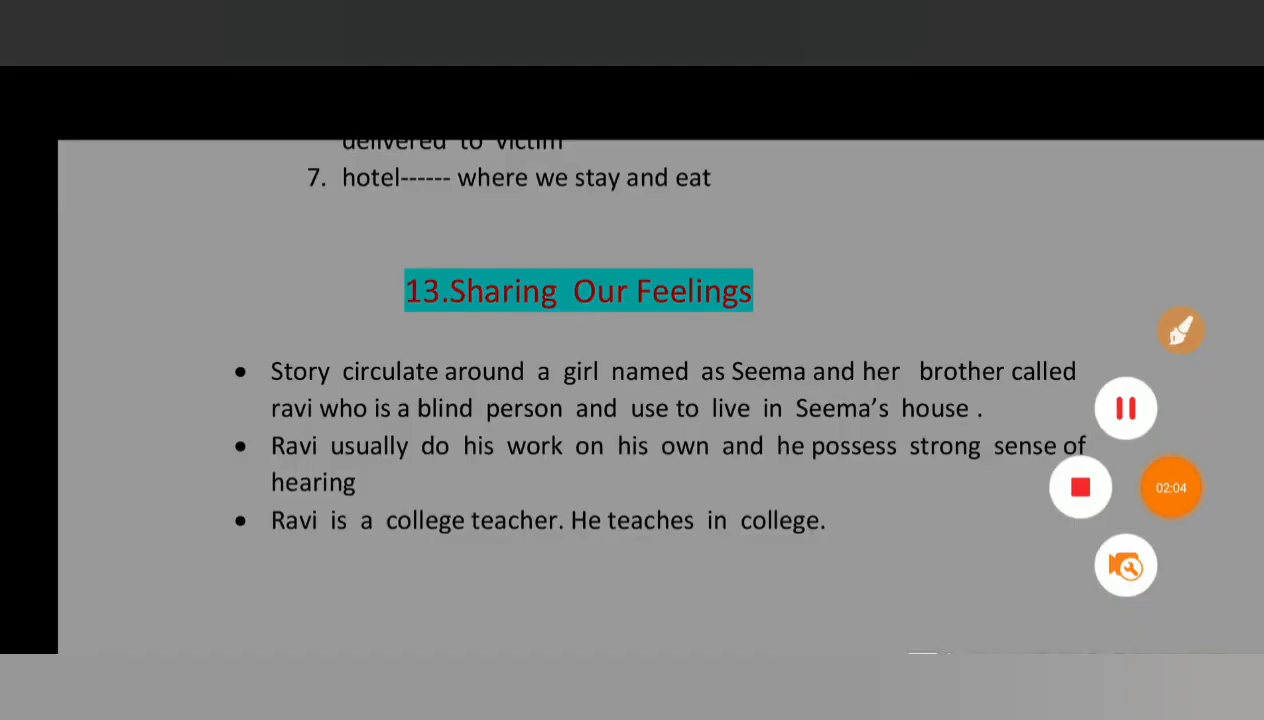 delivered to victim
7. hotel------ where we stay and eat
13.Sharing Our Feelings
• Story circulate around a girl named as Seema and her brother called
ravi who is a blind person and use to live in Seema’s house .
• Ravi usually do his work on his own and he possess strong sense of
hearing
• Ravi is a college teacher. He teaches in college.
02:04